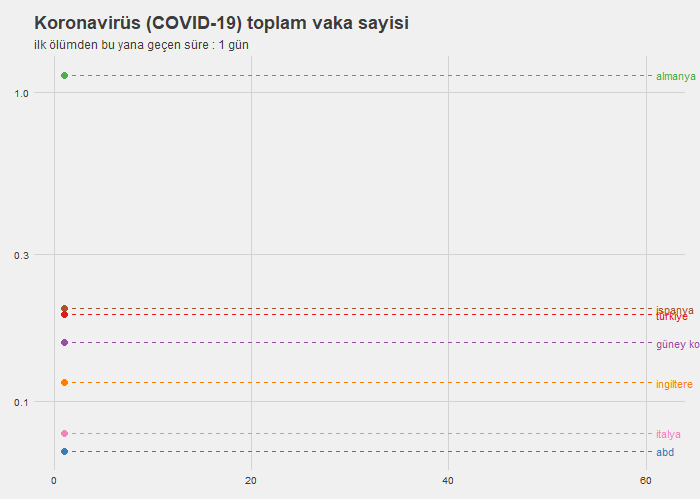 Koronavirüs (COVID-19) toplam vaka sayisi
ilk ölümden bu yana geçen süre : 1 gün
almanya
1.0
0.3
ispanya
türkiye
güney ko
ingiltere
0.1
italya
abd
0
20
40
60